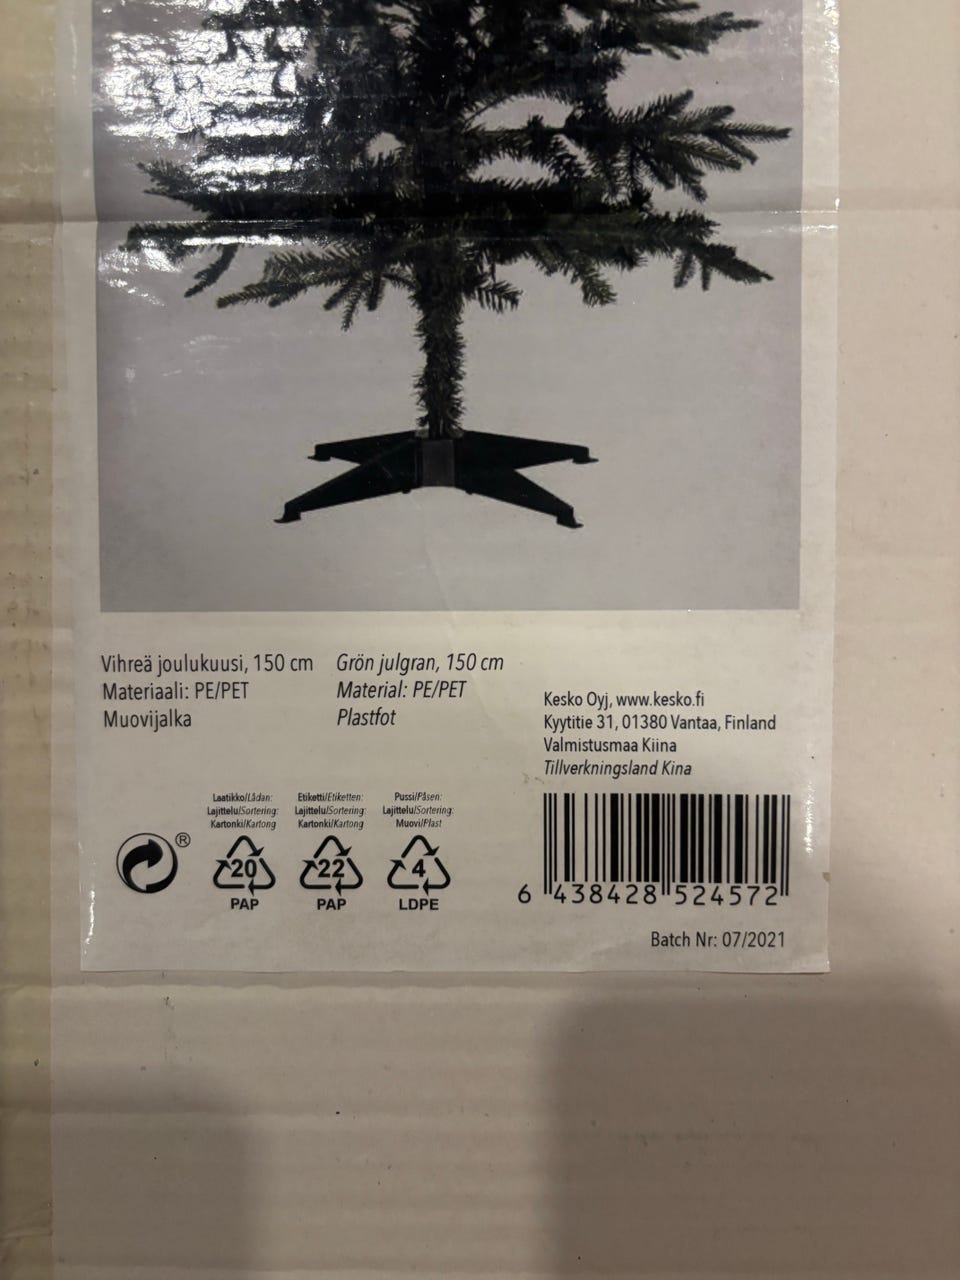 Vihreä joulukuusi, 150 cm
Materiaali: PE/PET
Muovijalka
Grön julgran, 150 cm
Material: PE/PET
Plastfot
Kesko Oyj, www.kesko.fi
Kyytitie 31, 01380 Vantaa, Finland
Valmistusmaa Kiina
Tillverkningsland Kina
Laatikko/Lådan:
Lajittelu/Sortering:
Kartonki/Kartong
20
PAP
Etiketti/Etiketten:
Lajittelu/Sortering:
Kartonki/Kartong
22
PAP
Pussi/Påsen:
Lajittelu/Sortering:
Muovi/Plast
4
LDPE
®
6 438428 524572
Batch Nr: 07/2021